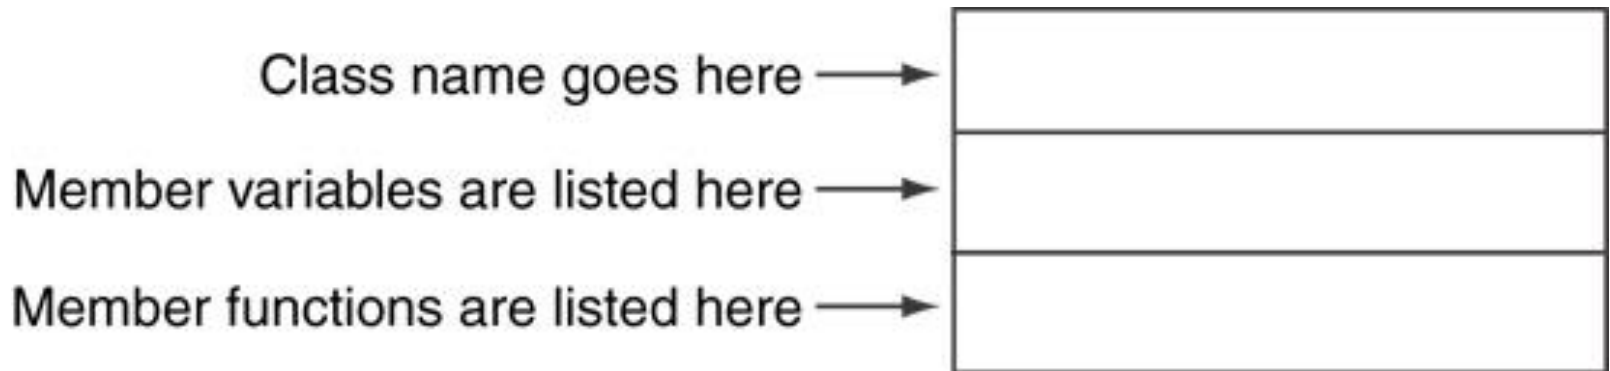 Class name goes here
Member variables are listed here
Member functions are listed here